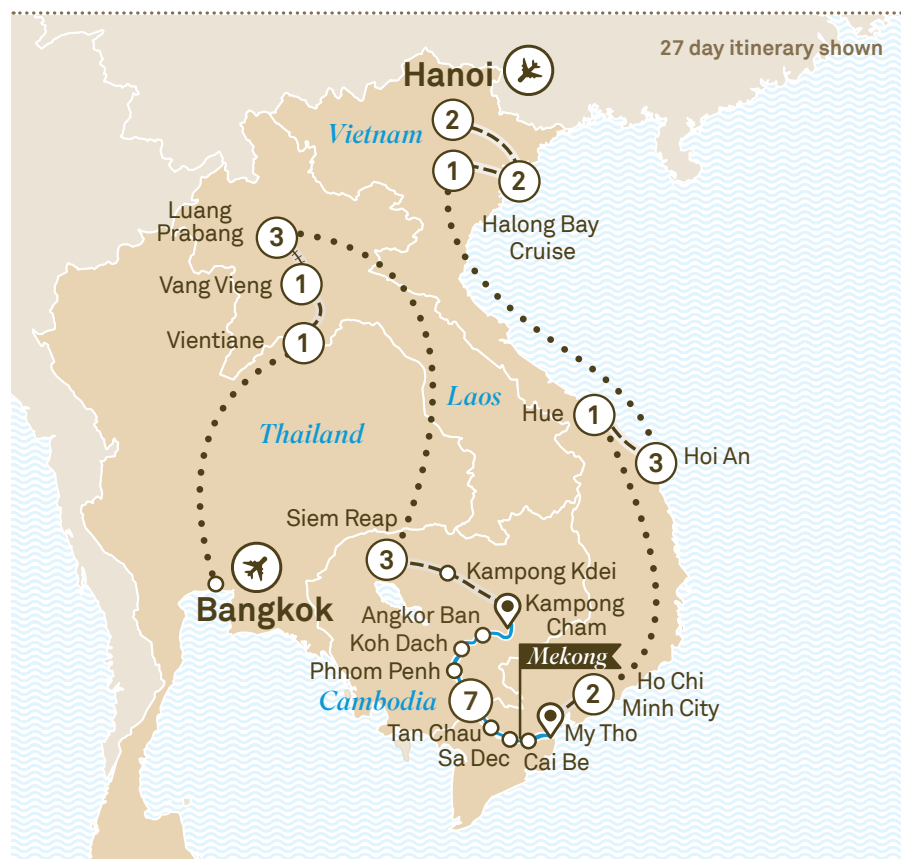 27 day itinerary shown
Hanoi
2
Vietnam
1
2
Luang
Prabang
3
Halong Bay
Cruise
Vang Vieng
1
Vientiane
1
Laos
Hue
1
Thailand
3
Hoi An
Siem Reap
3
Kampong Kdei
Bangkok
Kampong
Cham
Angkor Ban
Koh Dach
Mekong
Phnom Penh
Ho Chi
Minh City
2
Cambodia
7
Tan Chau
My Tho
Sa Dec
Cai Be